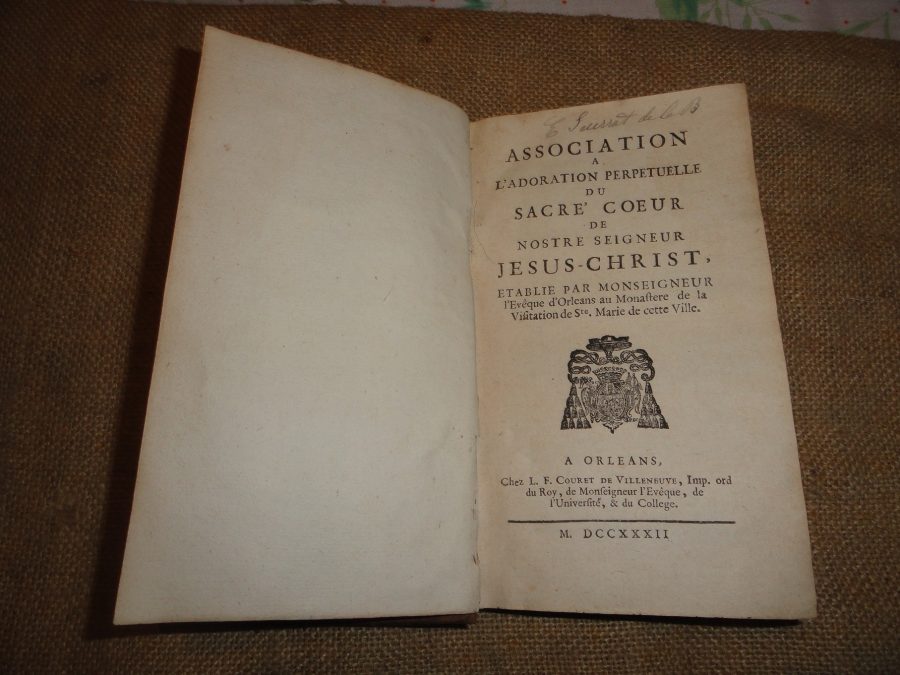 ASSOCIATION
A
L'ADORATION PERPETUELLE
DU
SACRE' COEUR
DE
NOSTRE SEIGNEUR
JESUS-CHRIST,
ETABLIE PAR MONSEIGNEUR
l'Evêque d'Orleans au Monaſtere de la
Viſitation de Ste. Marie de cette Ville.
A ORLEANS,
Chez L. F. COURET DE VILLENEUVE, Imp. ord
du Roy, de Monſeigneur l'Evêque, de
l'Univerſité, & du College.
M. DCCXXXII